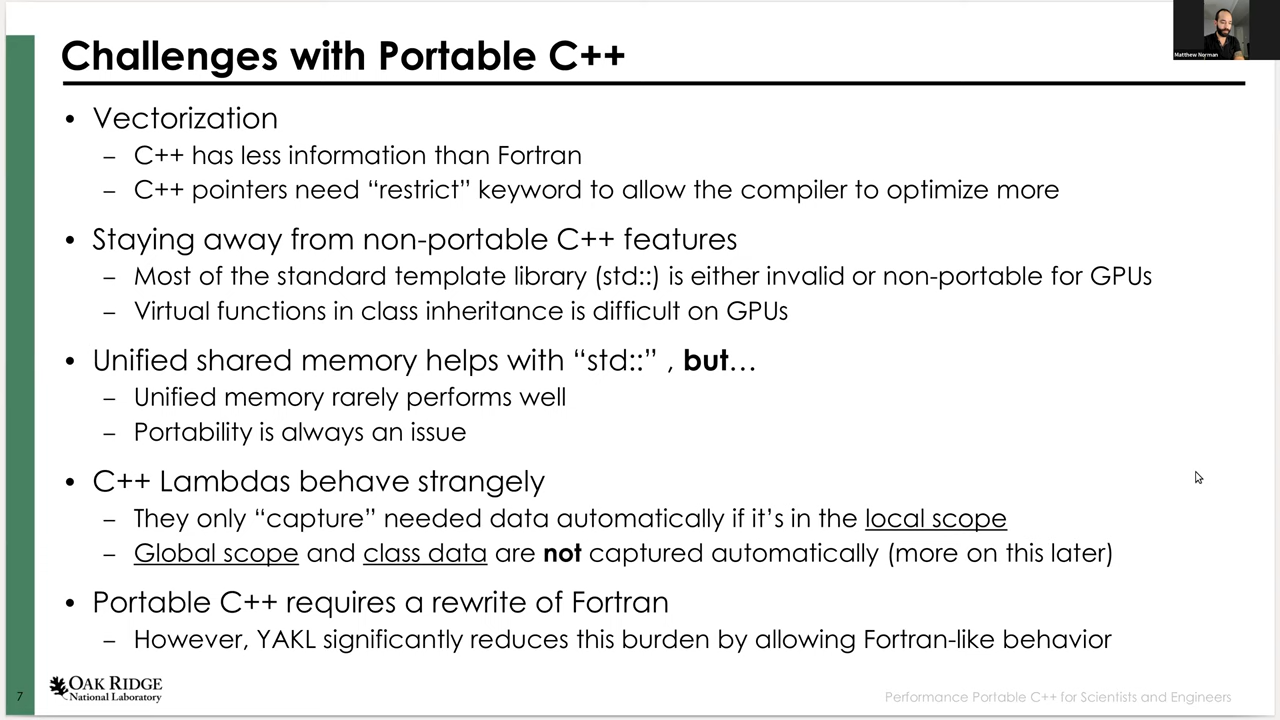 Challenges with Portable C++
Matthew Norman
• Vectorization
– C++ has less information than Fortran
– C++ pointers need “restrict” keyword to allow the compiler to optimize more
• Staying away from non-portable C++ features
– Most of the standard template library (std::) is either invalid or non-portable for GPUs
– Virtual functions in class inheritance is difficult on GPUs
• Unified shared memory helps with “std::” , but…
– Unified memory rarely performs well
– Portability is always an issue
• C++ Lambdas behave strangely
– They only “capture” needed data automatically if it’s in the local scope
– Global scope and class data are not captured automatically (more on this later)
• Portable C++ requires a rewrite of Fortran
– However, YAKL significantly reduces this burden by allowing Fortran-like behavior
7
OAK RIDGE
National Laboratory
Performance Portable C++ for Scientists and Engineers